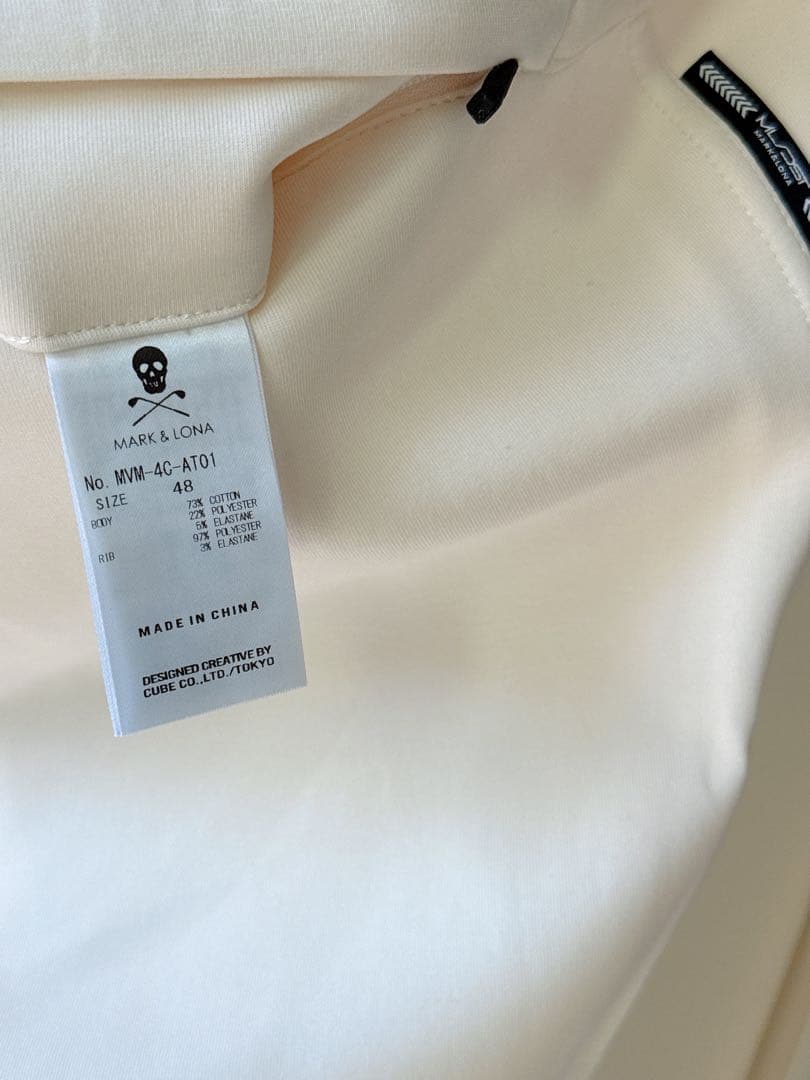 MARK & LONA
No. MVM-4C-AT01
SIZE 48
BODY 73% COTTON
22% POLYESTER
5% ELASTANE
RIB 97% POLYESTER
3% ELASTANE
MADE IN CHINA
DESIGNED CREATIVE BY
CUBE CO.,LTD./TOKYO
MARK&LONA